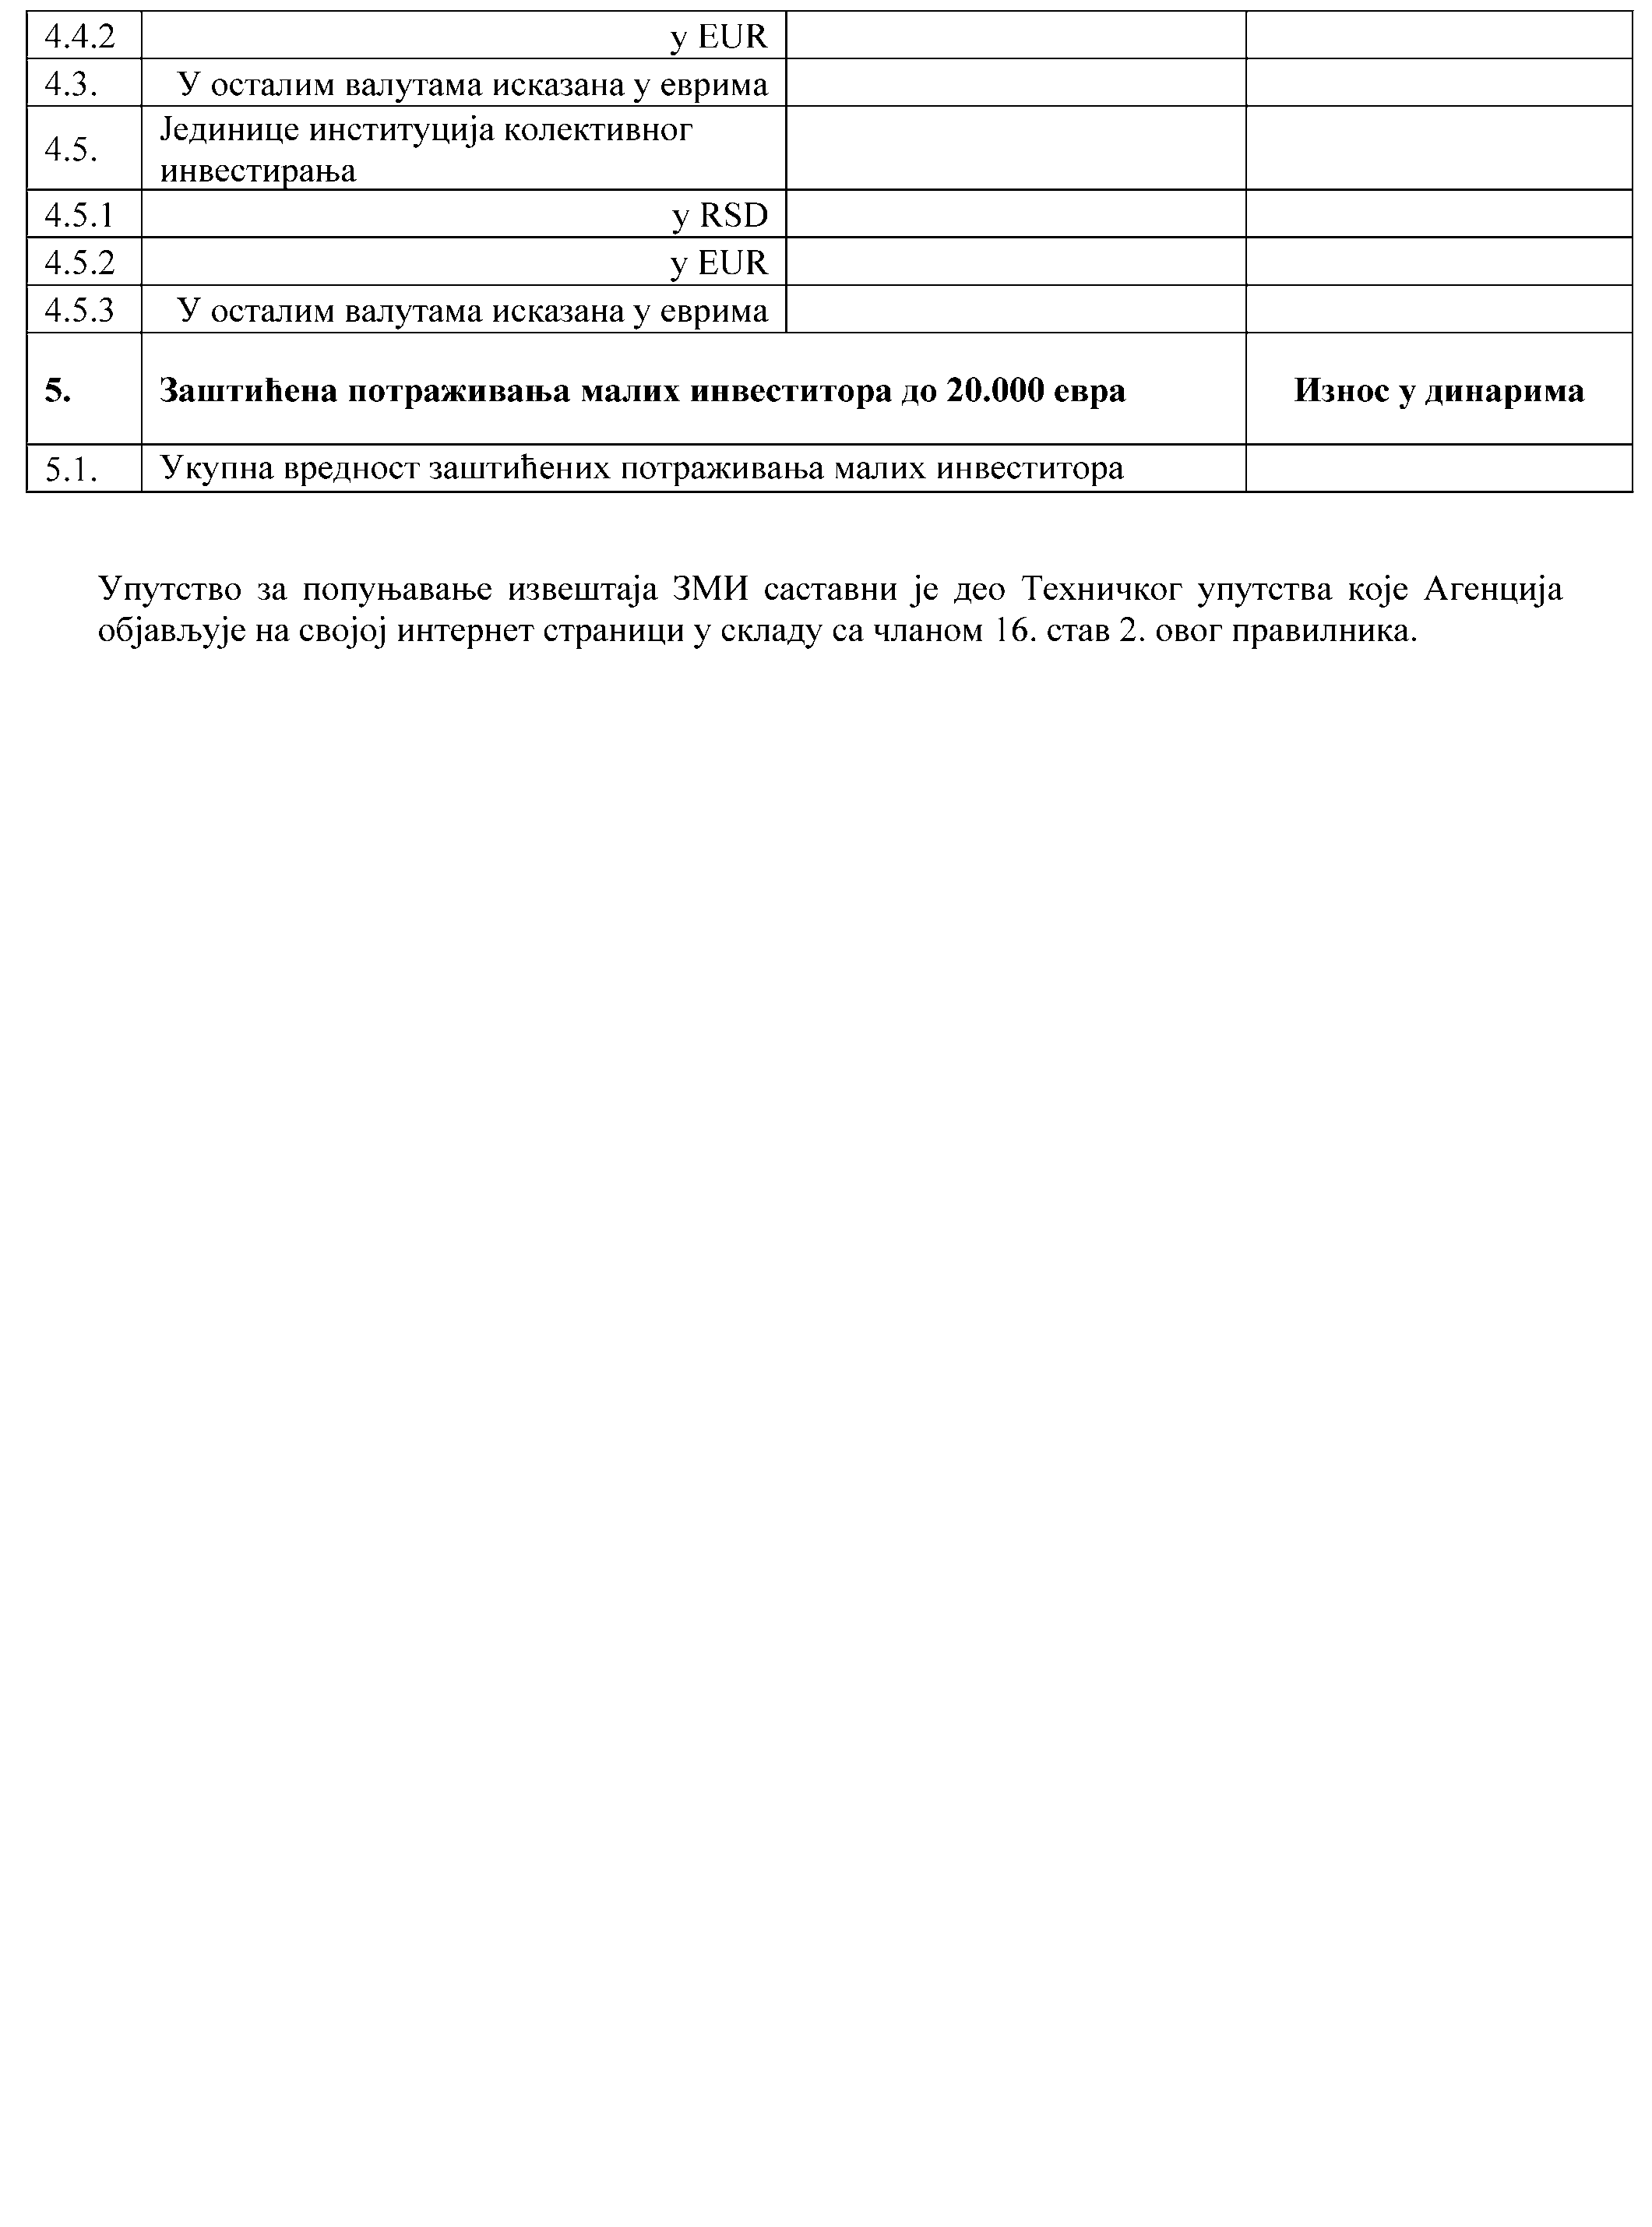 4.4.2 у EUR
4.3. У осталим валутама исказана у еврима
4.5. Јединице институција колективног
инвестирања
4.5.1 у RSD
4.5.2 у EUR
4.5.3 У осталим валутама исказана у еврима
5. Заштићена потраживања малих инвеститора до 20.000 евра Износ у динарима
5.1. Укупна вредност заштићених потраживања малих инвеститора
Упутство за попуњавање извештаја ЗМИ саставни је део Техничког упутства које Агенција
објављује на својој интернет страници у складу са чланом 16. став 2. овог правилника.